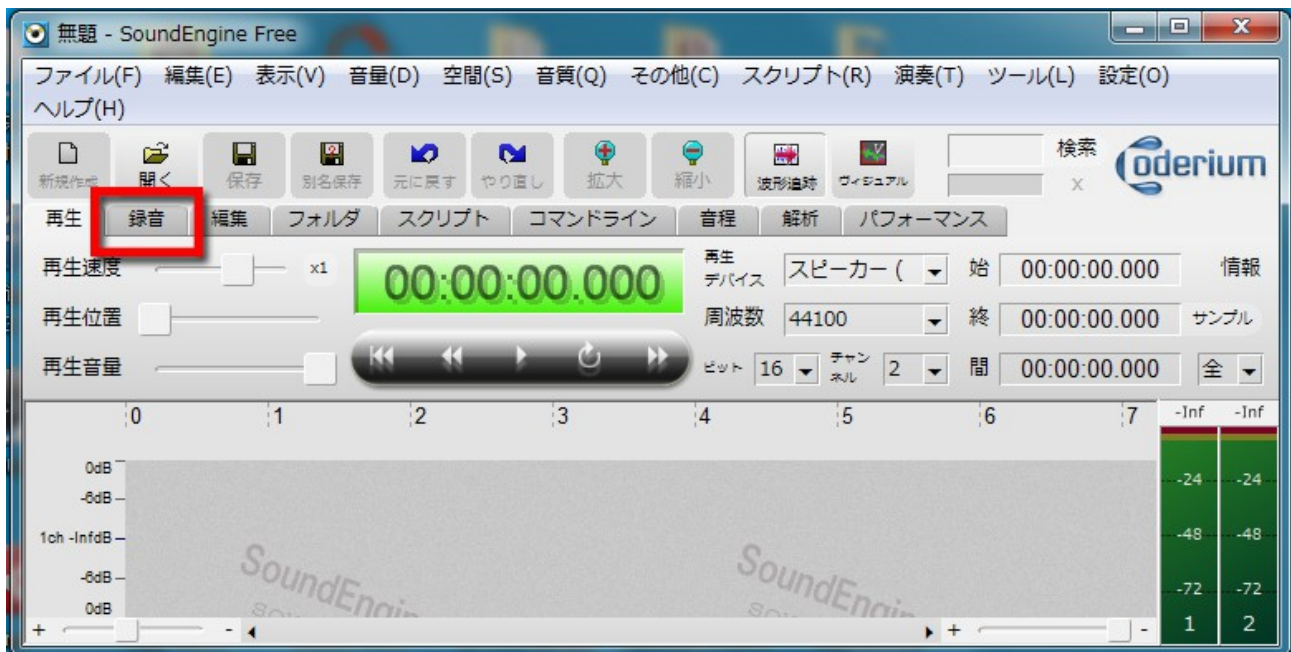 無題 - SoundEngine Free
ファイル(F) 編集(E) 表示(V) 音量(D) 空間(S) 音質(Q) その他(C) スクリプト(R) 演奏(T) ツール(L) 設定(O)
ヘルプ(H)
新規作成 開く 保存 別名保存 元に戻す やり直し 拡大 縮小 波形追跡 ヴィジュアル 検索 x Coderium
再生 録音 編集 フォルダ スクリプト コマンドライン 音程 解析 パフォーマンス
再生速度 x1 00:00:00.000 再生デバイス スピーカー ( 始 00:00:00.000 情報
再生位置 周波数 44100 終 00:00:00.000 サンプル
再生音量 ビット 16 チャンネル 2 間 00:00:00.000 全
0 1 2 3 4 5 6 7 -Inf -Inf
0dB
-6dB
1ch -InfdB
-6dB
0dB
-24 -24
-48 -48
-72 -72
1 2
SoundEngin SoundEngin
+ - + -